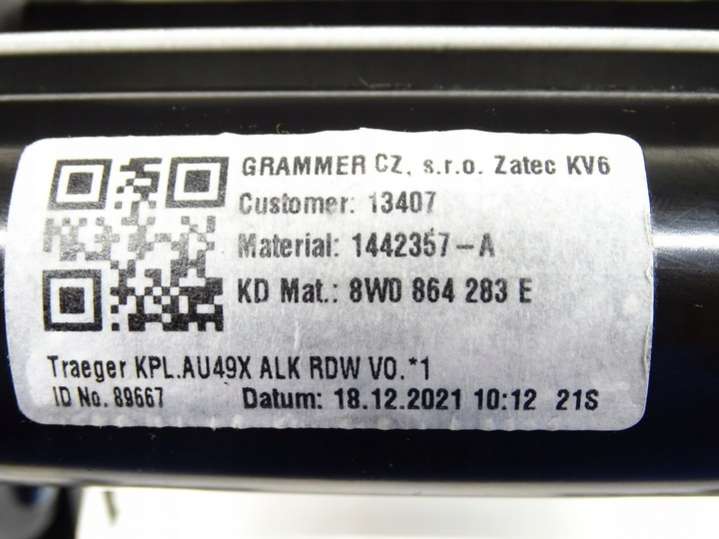 GRAMMER CZ, s.r.o. Zatec KV6
Customer: 13407
Material: 1442357-A
KD Mat.: 8W0 864 283 E
Traeger KPL.AU49X ALK RDW VO.*1
ID No. 89667 Datum: 18.12.2021 10:12 21S